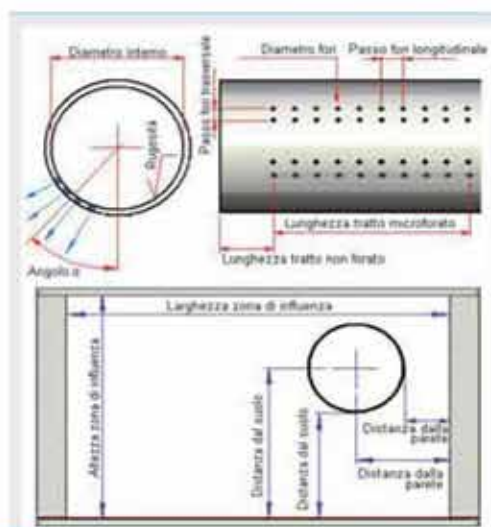 Diametro interno
Diametro fori
Passo fori longitudinale
Passo fori trasversale
Rugosità
Angolo α
Lunghezza tratto microforato
Lunghezza tratto non forato
Larghezza zona di influenza
Altezza zona di influenza
Distanza dal suolo
Distanza dal suolo
Distanza dalla
parete
Distanza dalla
parete